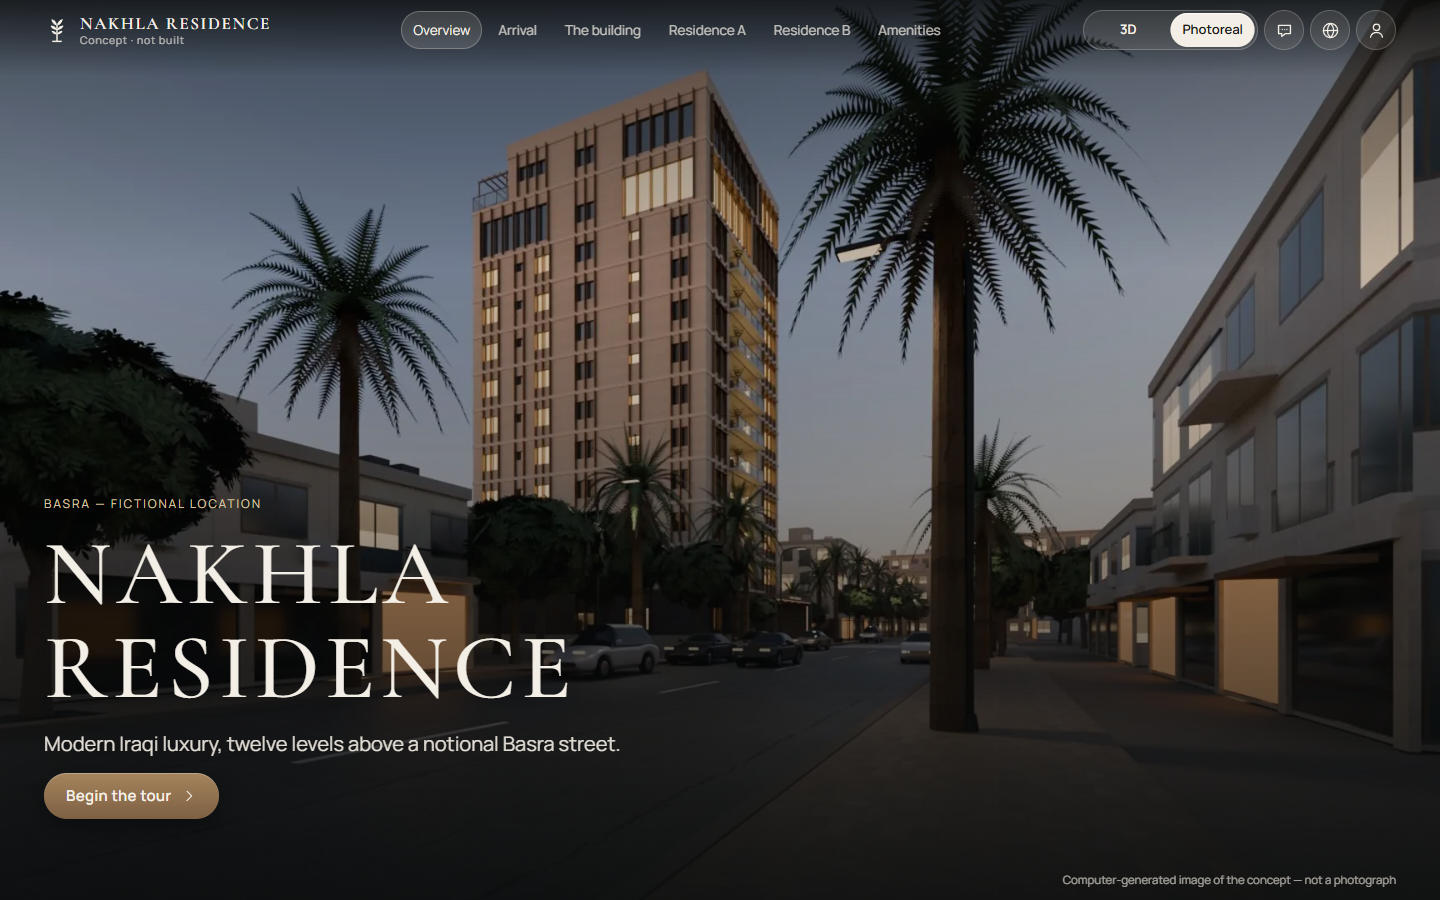 NAKHLA RESIDENCE
Concept · not built
Overview
Arrival
The building
Residence A
Residence B
Amenities
3D
Photoreal
BASRA — FICTIONAL LOCATION
NAKHLA
RESIDENCE
Modern Iraqi luxury, twelve levels above a notional Basra street.
Begin the tour
Computer-generated image of the concept — not a photograph